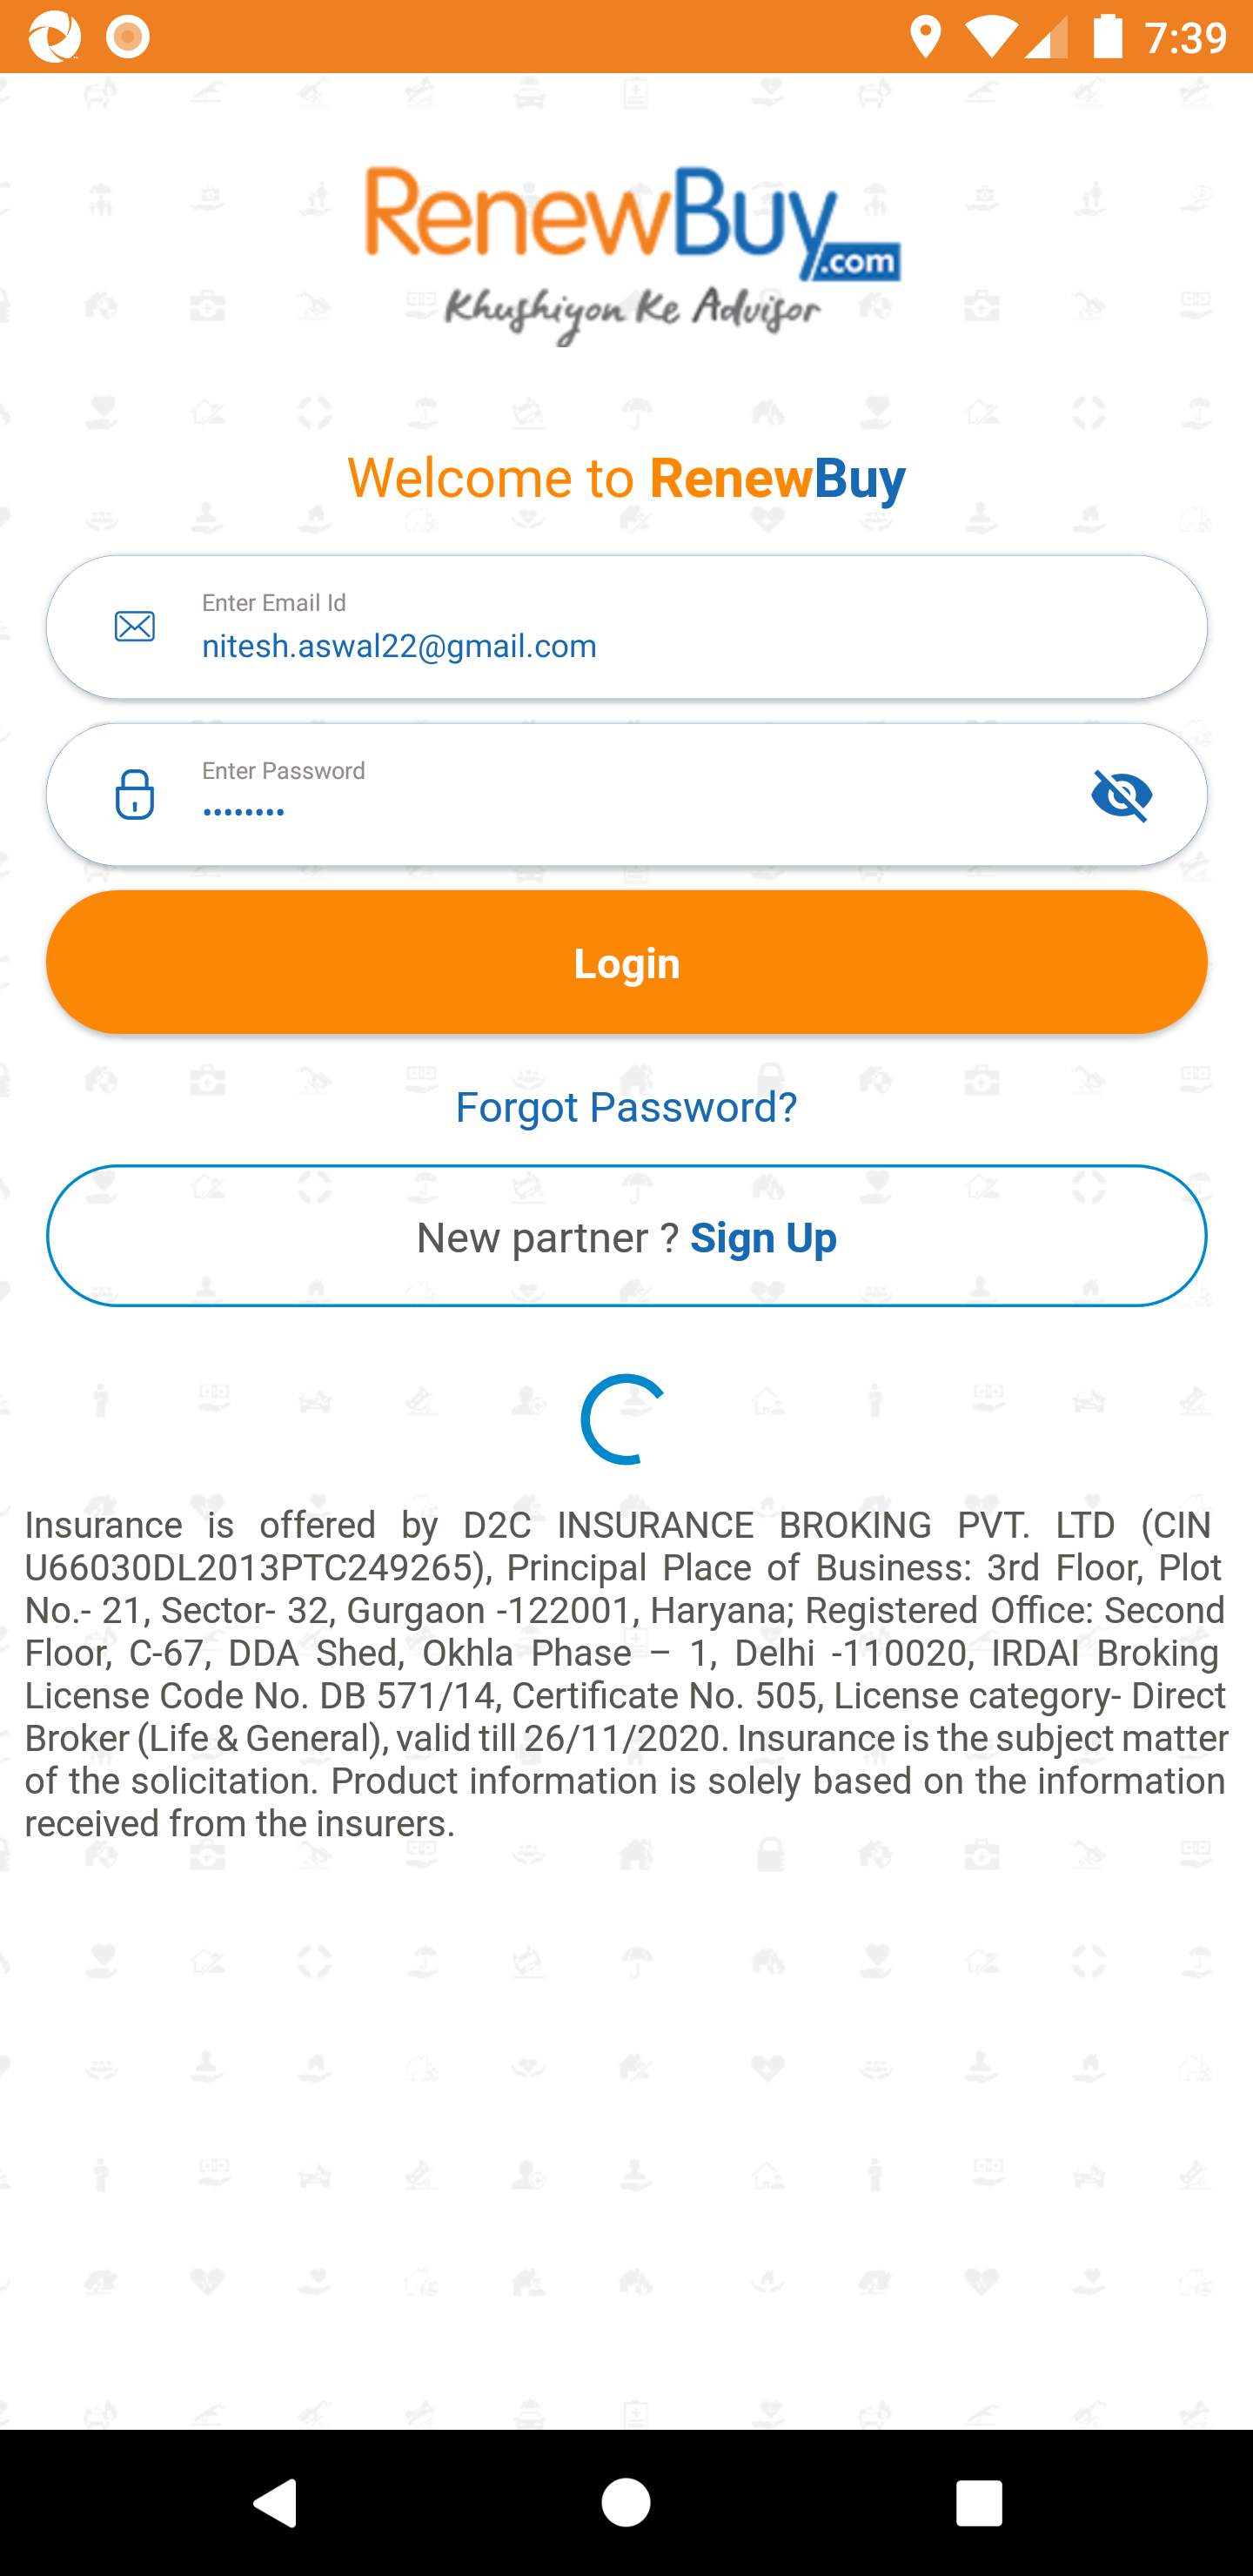 7:39
RenewBuy
.com
Khushiyon Ke Advisor
Welcome to RenewBuy
Enter Email Id
nitesh.aswal22@gmail.com
Enter Password
••••••••
Login
Forgot Password?
New partner ? Sign Up
Insurance is offered by D2C INSURANCE BROKING PVT. LTD (CIN
U66030DL2013PTC249265), Principal Place of Business: 3rd Floor, Plot
No.- 21, Sector- 32, Gurgaon -122001, Haryana; Registered Office: Second
Floor, C-67, DDA Shed, Okhla Phase – 1, Delhi -110020, IRDAI Broking
License Code No. DB 571/14, Certificate No. 505, License category- Direct
Broker (Life & General), valid till 26/11/2020. Insurance is the subject matter
of the solicitation. Product information is solely based on the information
received from the insurers.